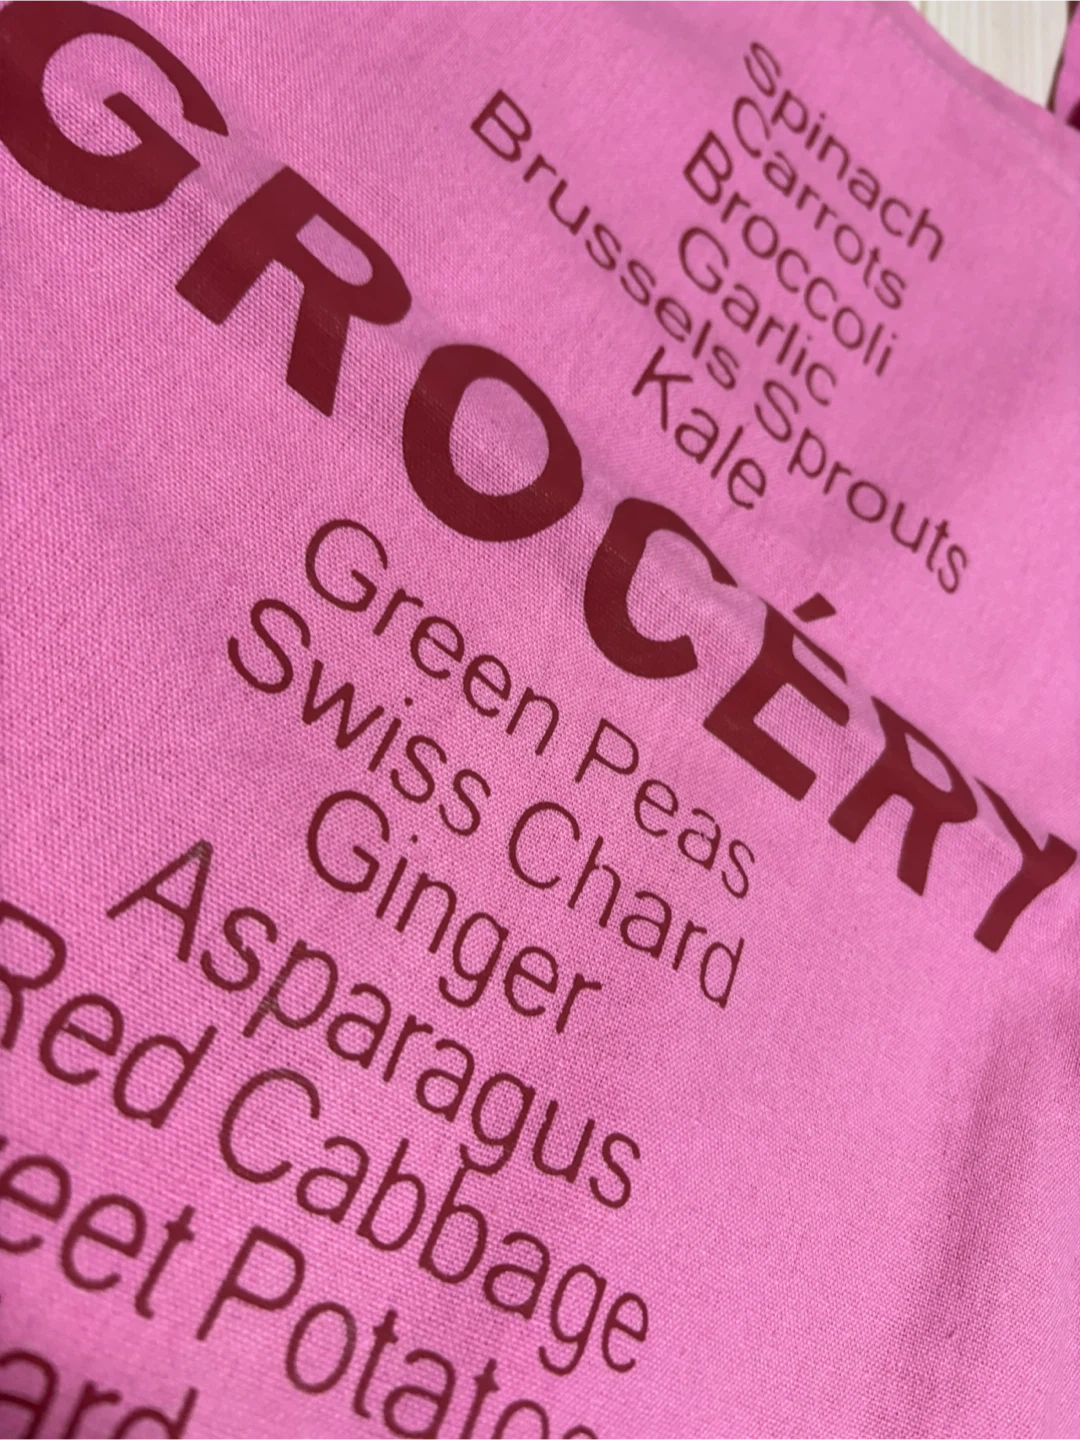 Spinach
Carrots
Broccoli
Garlic
Brussels Sprouts
Kale
GROCÉRY
Green Peas
Swiss Chard
Ginger
Asparagus
Red Cabbage